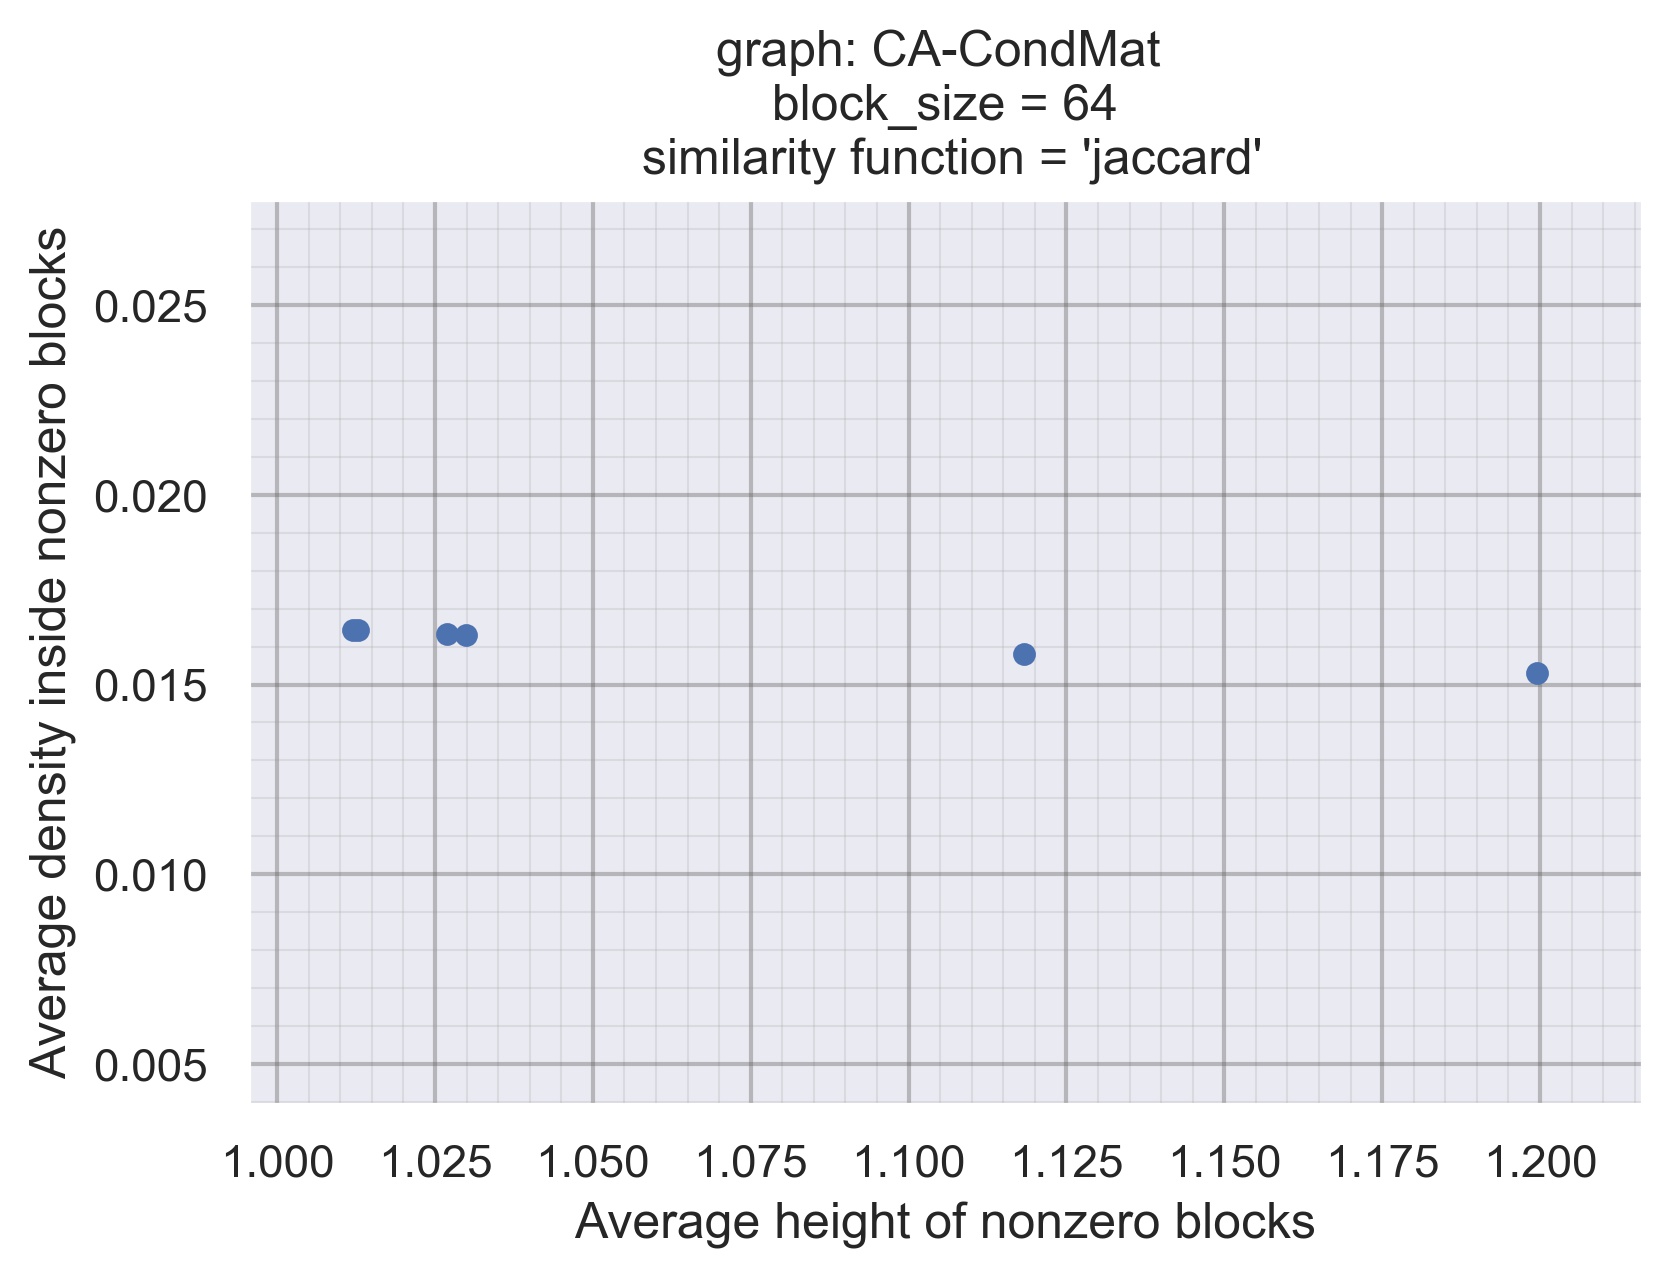 graph: CA-CondMat
block_size = 64
similarity function = 'jaccard'
Average density inside nonzero blocks
0.025
0.020
0.015
0.010
0.005
1.000 1.025 1.050 1.075 1.100 1.125 1.150 1.175 1.200
Average height of nonzero blocks